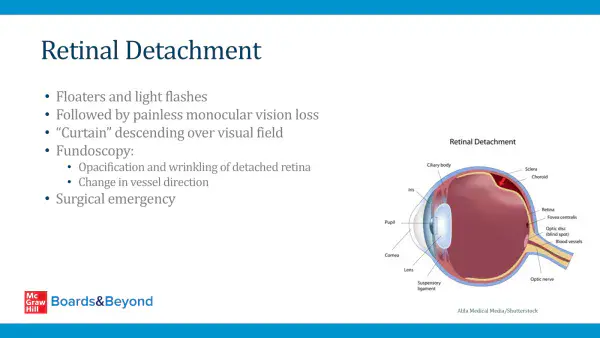 Retinal Detachment
• Floaters and light flashes
• Followed by painless monocular vision loss
• “Curtain” descending over visual field
• Fundoscopy:
• Opacification and wrinkling of detached retina
• Change in vessel direction
• Surgical emergency
Retinal Detachment
Ciliary body
Sclera
Choroid
Iris
Pupil
Retina
Fovea centralis
Optic disc
(blind spot)
Blood vessels
Cornea
Lens
Suspensory
ligament
Optic nerve
Mc
Graw
Hill
Boards&Beyond
Alila Medical Media/Shutterstock